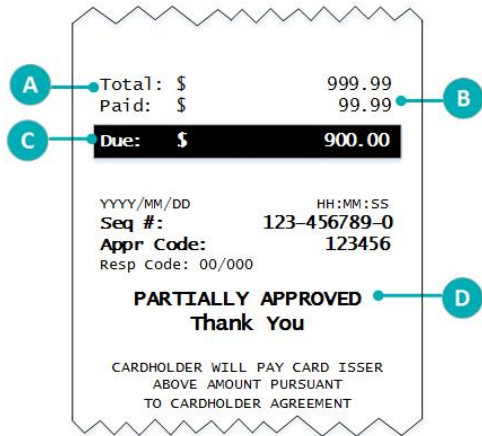 A
Total: $ 999.99
Paid: $ 99.99
B
C
Due: $ 900.00
YYYY/MM/DD HH:MM:SS
Seq #: 123-456789-0
Appr Code: 123456
Resp Code: 00/000
PARTIALLY APPROVED
D
Thank You
CARDHOLDER WILL PAY CARD ISSER
ABOVE AMOUNT PURSUANT
TO CARDHOLDER AGREEMENT